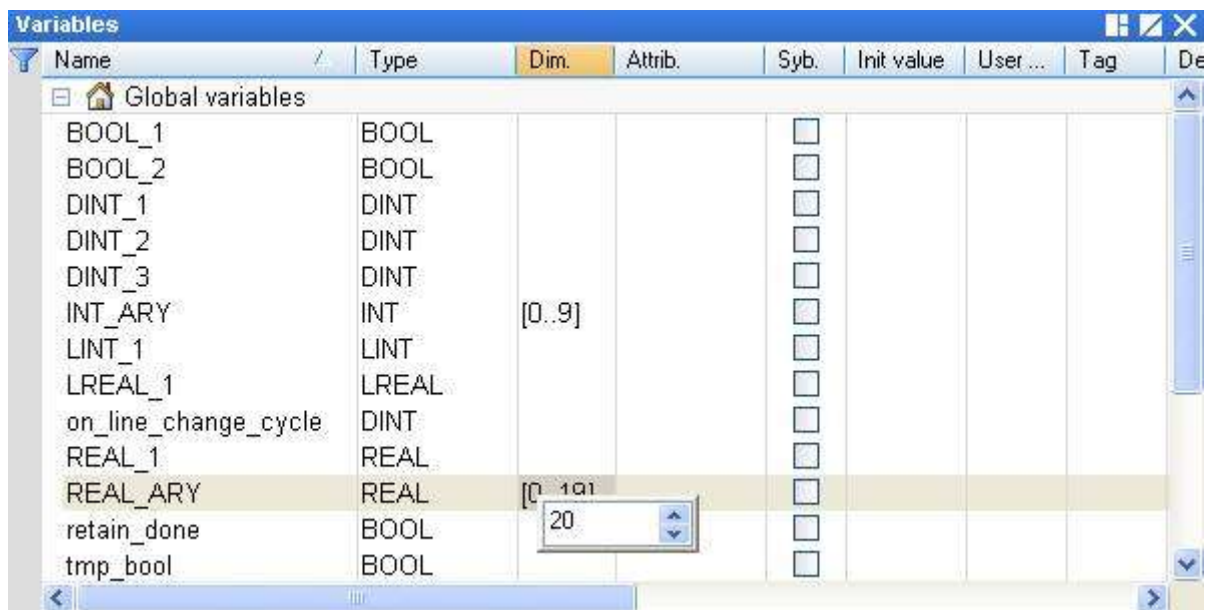 Variables
Name Type Dim. Attrib. Syb. Init value User ... Tag De
Global variables
BOOL_1 BOOL
BOOL_2 BOOL
DINT_1 DINT
DINT_2 DINT
DINT_3 DINT
INT_ARY INT [0..9]
LINT_1 LINT
LREAL_1 LREAL
on_line_change_cycle DINT
REAL_1 REAL
REAL_ARY REAL [0..19]
20
retain_done BOOL
tmp_bool BOOL